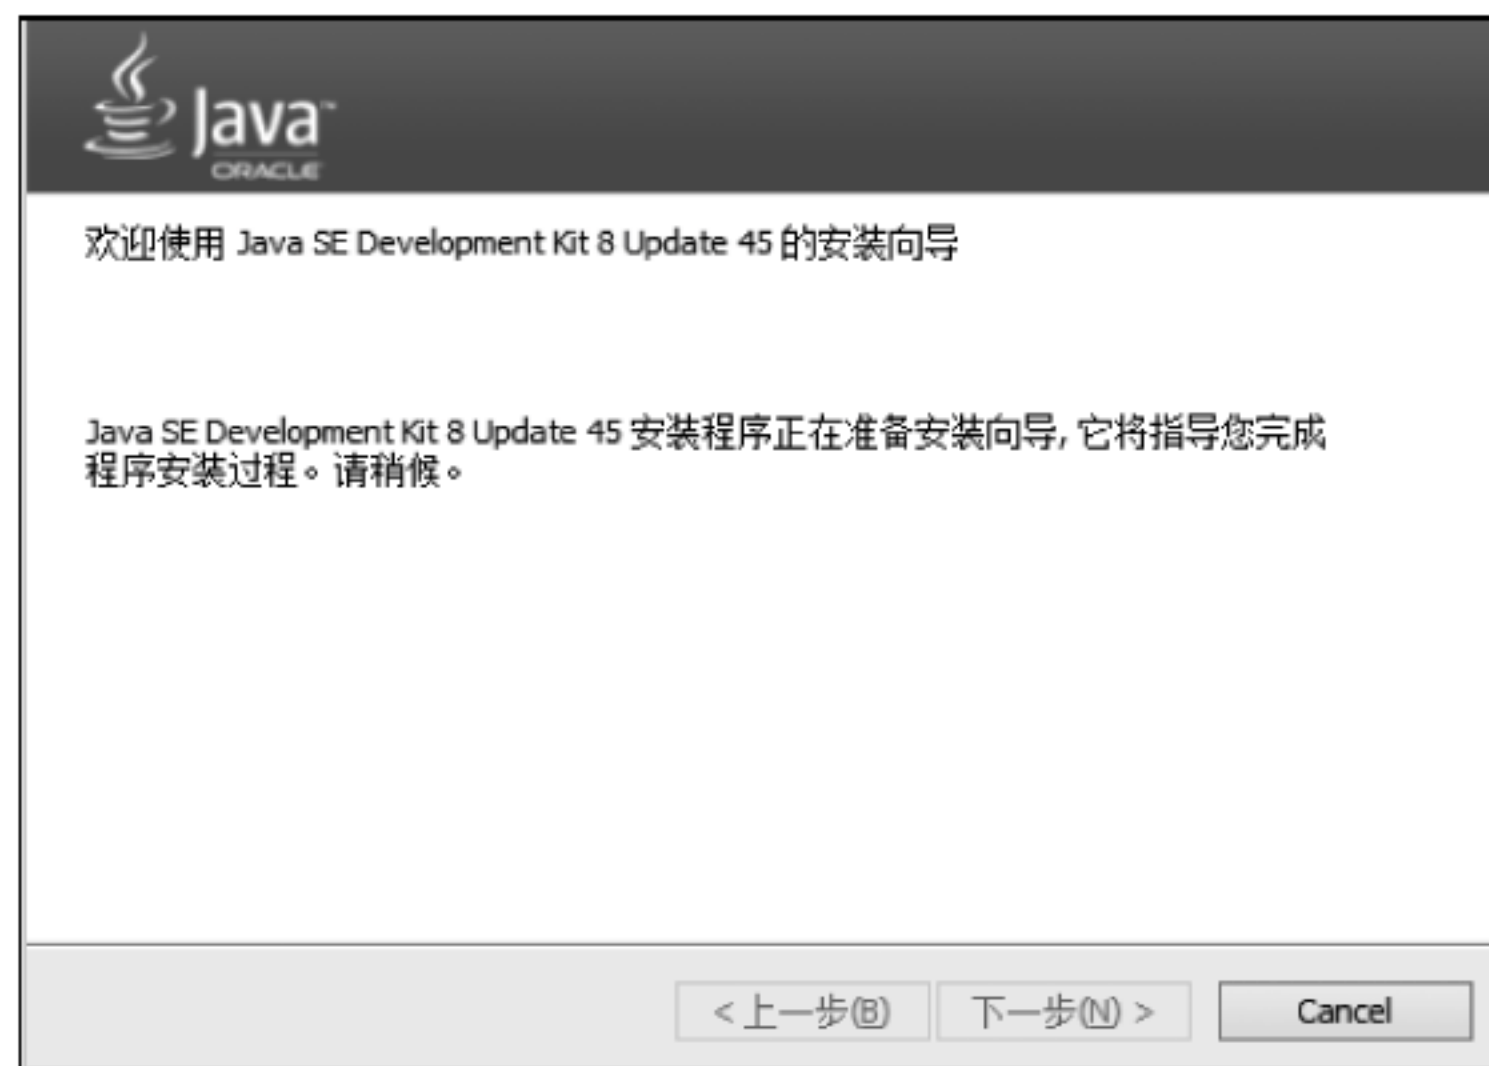 Java™
ORACLE
欢迎使用 Java SE Development Kit 8 Update 45 的安装向导
Java SE Development Kit 8 Update 45 安装程序正在准备安装向导, 它将指导您完成
程序安装过程。请稍候。
< 上一步(B) 下一步(N) > Cancel